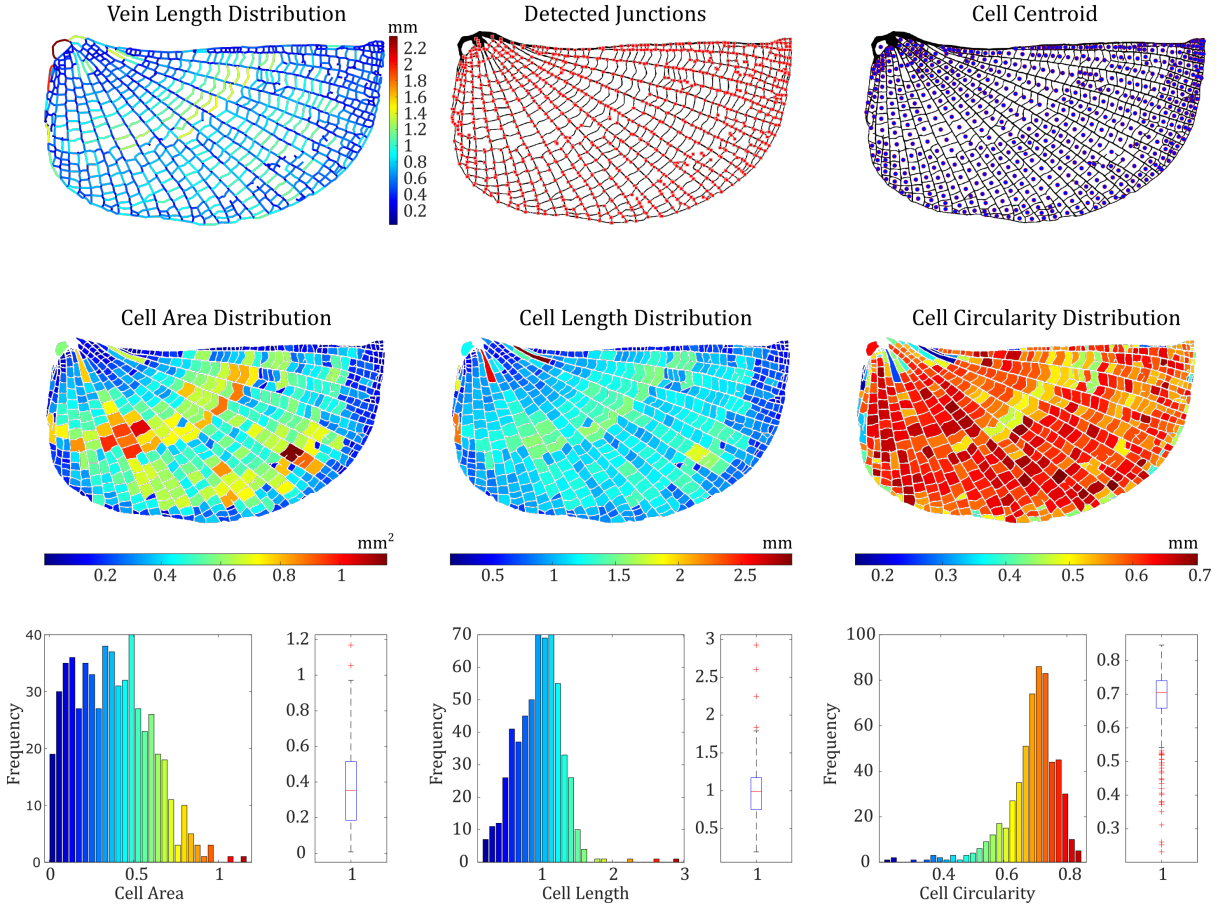 Vein Length Distribution
Detected Junctions
Cell Centroid
mm
2.2
2
1.8
1.6
1.4
1.2
1
0.8
0.6
0.4
0.2
Cell Area Distribution
Cell Length Distribution
Cell Circularity Distribution
mm²
mm
mm
0.2 0.4 0.6 0.8 1
0.5 1 1.5 2 2.5
0.2 0.3 0.4 0.5 0.6 0.7
Frequency
40
30
20
10
0
0 0.5 1
Cell Area
1.2
1
0.8
0.6
0.4
0.2
0
1
Frequency
70
60
50
40
30
20
10
0
1 2 3
Cell Length
3
2.5
2
1.5
1
0.5
1
Frequency
100
80
60
40
20
0
0.4 0.6 0.8
Cell Circularity
0.8
0.7
0.6
0.5
0.4
0.3
1